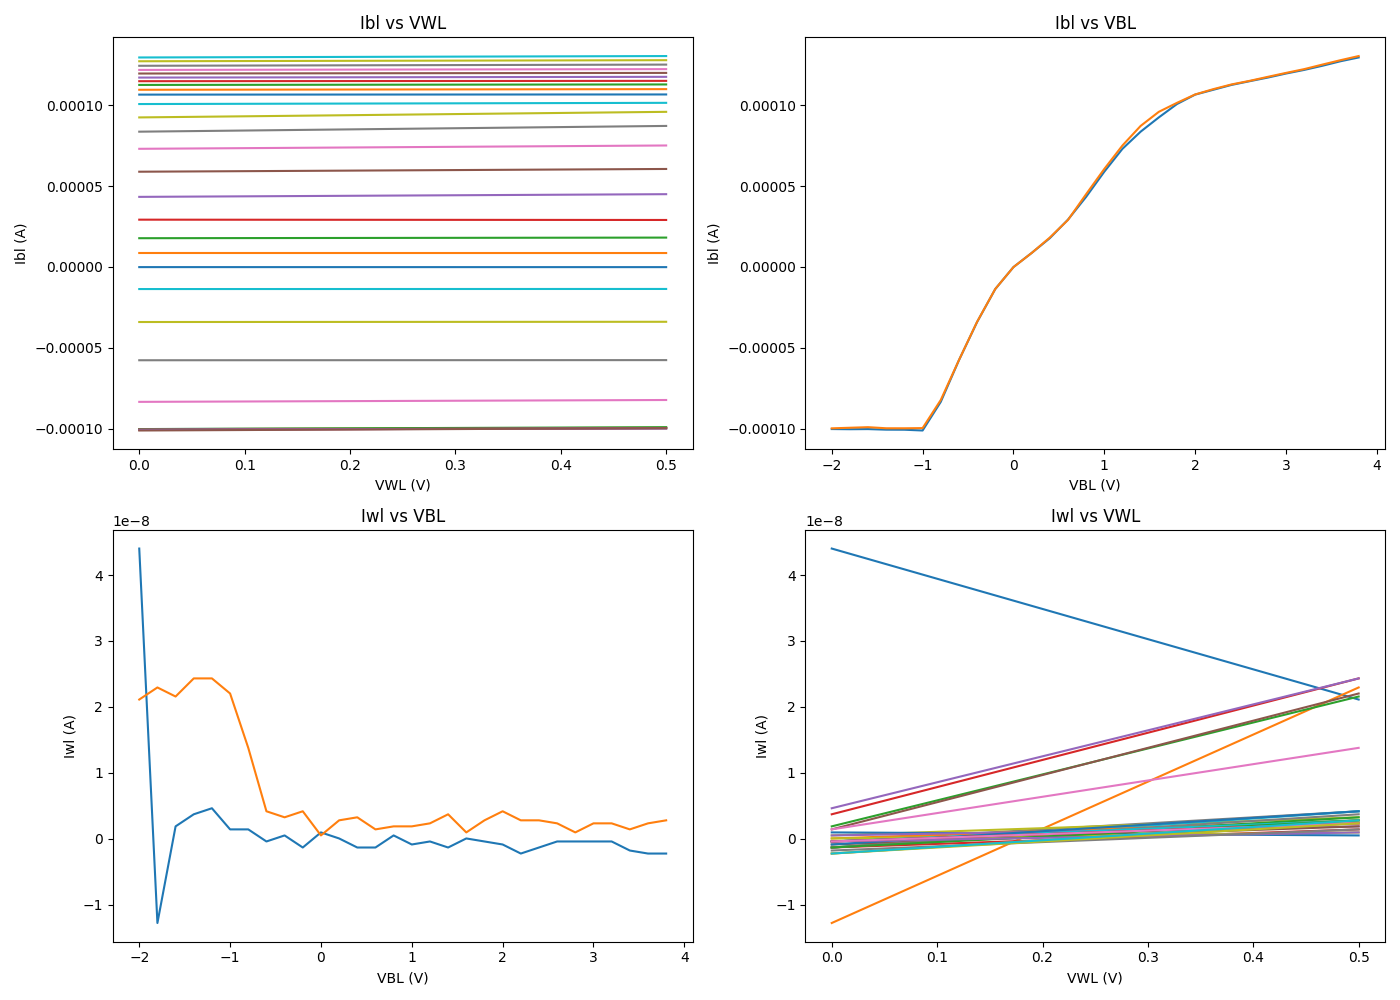 Ibl vs VWL
Ibl (A)
0.00010
0.00005
0.00000
−0.00005
−0.00010
0.0 0.1 0.2 0.3 0.4 0.5
VWL (V)
Ibl vs VBL
Ibl (A)
0.00010
0.00005
0.00000
−0.00005
−0.00010
−2 −1 0 1 2 3 4
VBL (V)
Iwl vs VBL
1e−8
Iwl (A)
4
3
2
1
0
−1
−2 −1 0 1 2 3 4
VBL (V)
Iwl vs VWL
1e−8
Iwl (A)
4
3
2
1
0
−1
0.0 0.1 0.2 0.3 0.4 0.5
VWL (V)